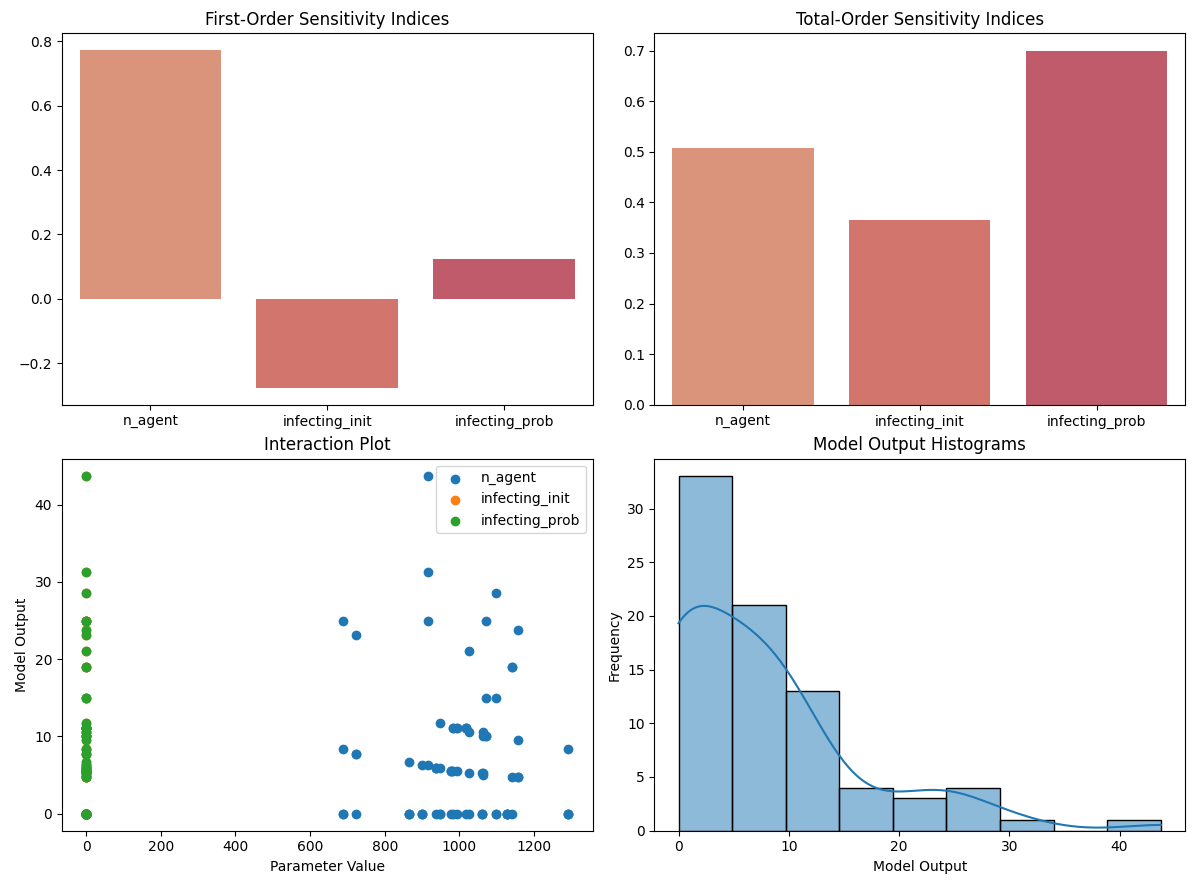 First-Order Sensitivity Indices
0.8
0.6
0.4
0.2
0.0
−0.2
n_agent infecting_init infecting_prob
Total-Order Sensitivity Indices
0.7
0.6
0.5
0.4
0.3
0.2
0.1
0.0
n_agent infecting_init infecting_prob
Interaction Plot
n_agent
infecting_init
infecting_prob
Model Output
40
30
20
10
0
0 200 400 600 800 1000 1200
Parameter Value
Model Output Histograms
Frequency
30
25
20
15
10
5
0
0 10 20 30 40
Model Output